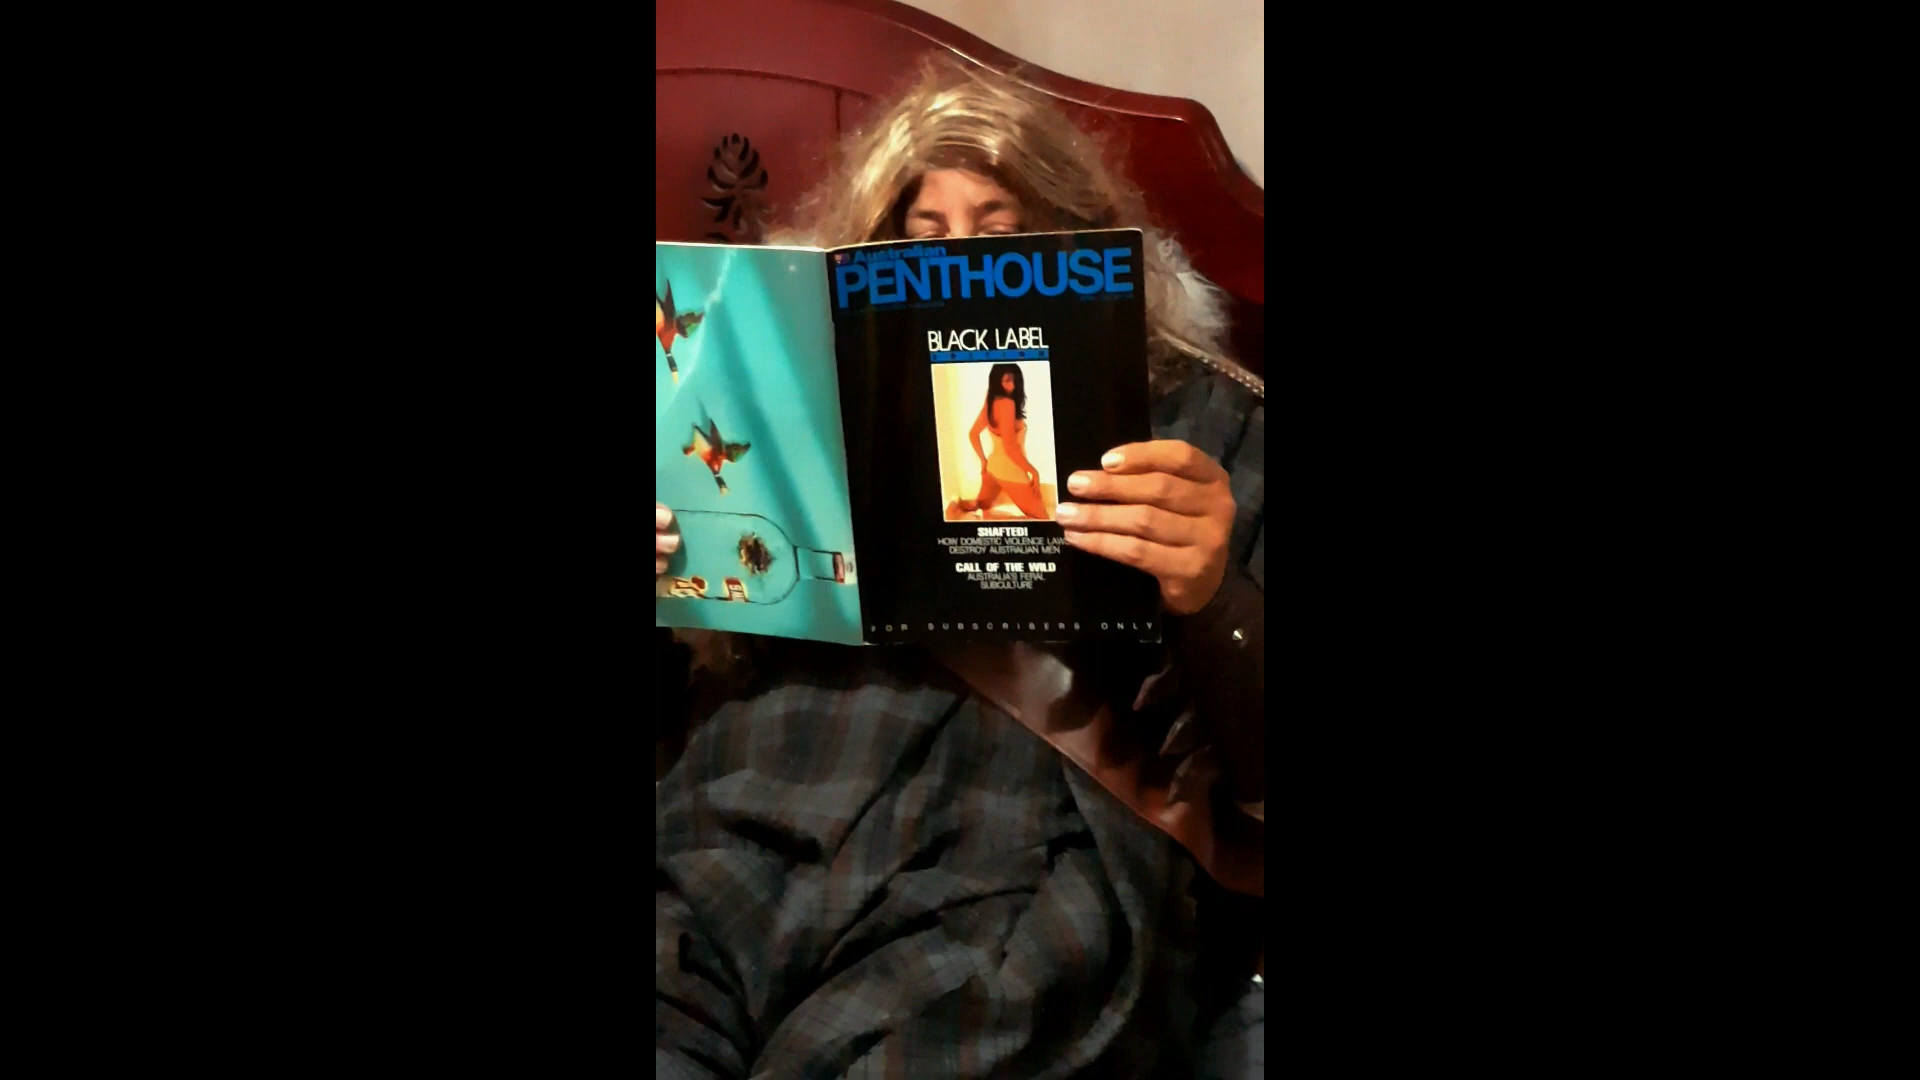 Australian
PENTHOUSE
BLACK LABEL
EDITION
SHAFTED!
HOW DOMESTIC VIOLENCE LAWS
DESTROY AUSTRALIAN MEN
CALL OF THE WILD
AUSTRALIA'S FERAL
SUBCULTURE
FOR SUBSCRIBERS ONLY